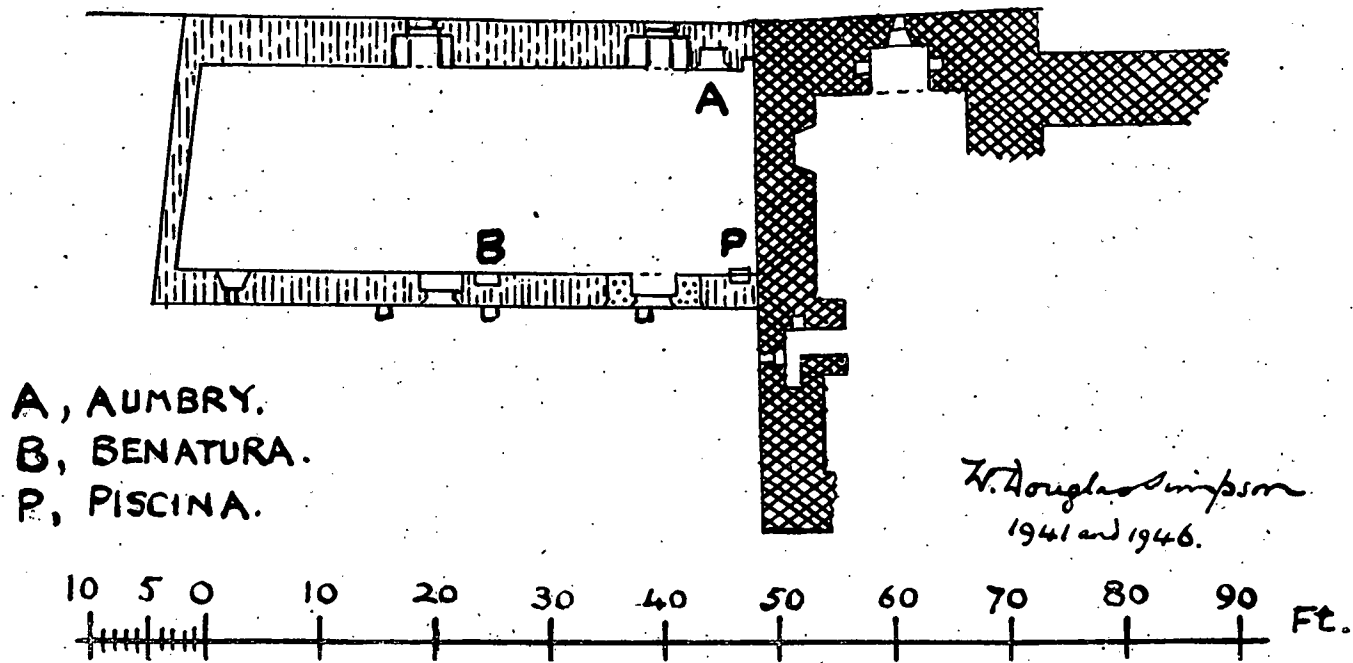 A
B
P
A, AUMBRY.
B, BENATURA.
P, PISCINA.
W. Douglas Simpson
1941 and 1946.
10 5 0 10 20 30 40 50 60 70 80 90 Ft.